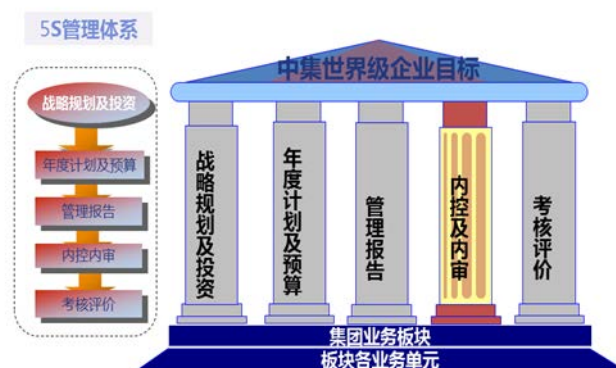 5S管理体系
战略规划及投资
年度计划及预算
管理报告
内控内审
考核评价
中集世界级企业目标
战略规划及投资
年度计划及预算
管理报告
内控及内审
考核评价
集团业务板块
板块各业务单元